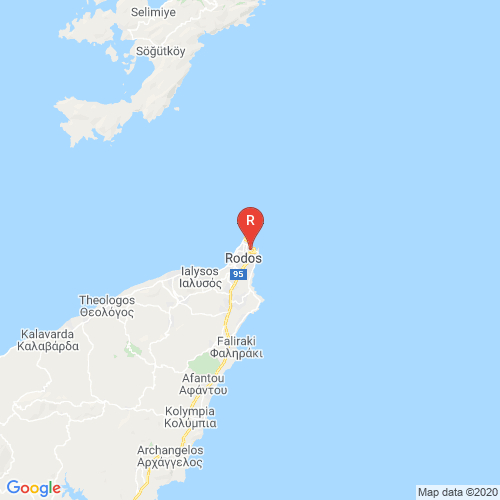 Selimiye
Söğütköy
R
Rodos
95
Ialysos
Ιαλυσός
Theologos
Θεολόγος
Kalavarda
Καλαβάρδα
Faliraki
Φαληράκι
Afantou
Αφάντου
Kolympia
Κολύμπια
Archangelos
Αρχάγγελος
Google
Map data ©2020